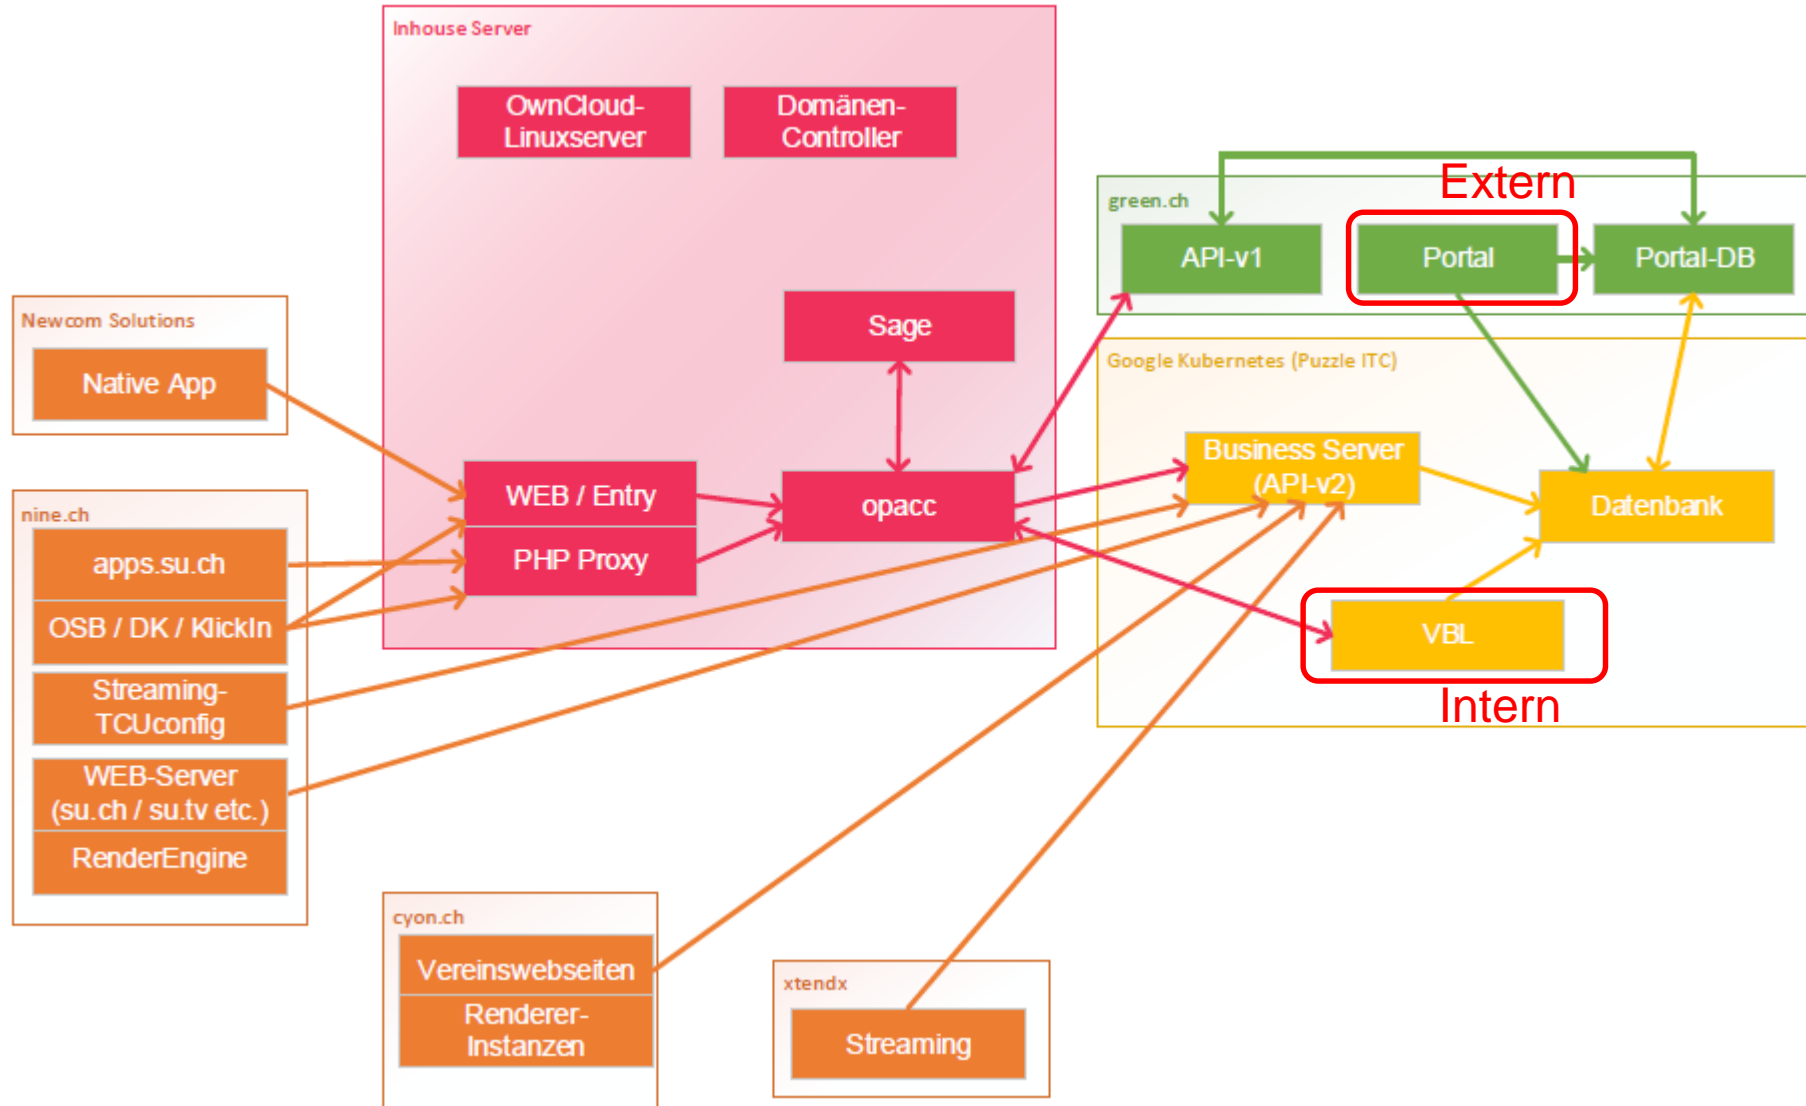 Inhouse Server
OwnCloud-
Linuxserver
Domänen-
Controller
Extern
green.ch
API-v1
Portal
Portal-DB
Newcom Solutions
Native App
Sage
Google Kubernetes (Puzzle ITC)
Business Server
(API-v2)
Datenbank
WEB / Entry
PHP Proxy
opacc
nine.ch
apps.su.ch
OSB / DK / KlickIn
Streaming-
TCUconfig
WEB-Server
(su.ch / su.tv etc.)
RenderEngine
VBL
Intern
cyon.ch
Vereinswebseiten
Renderer-
Instanzen
xtendx
Streaming